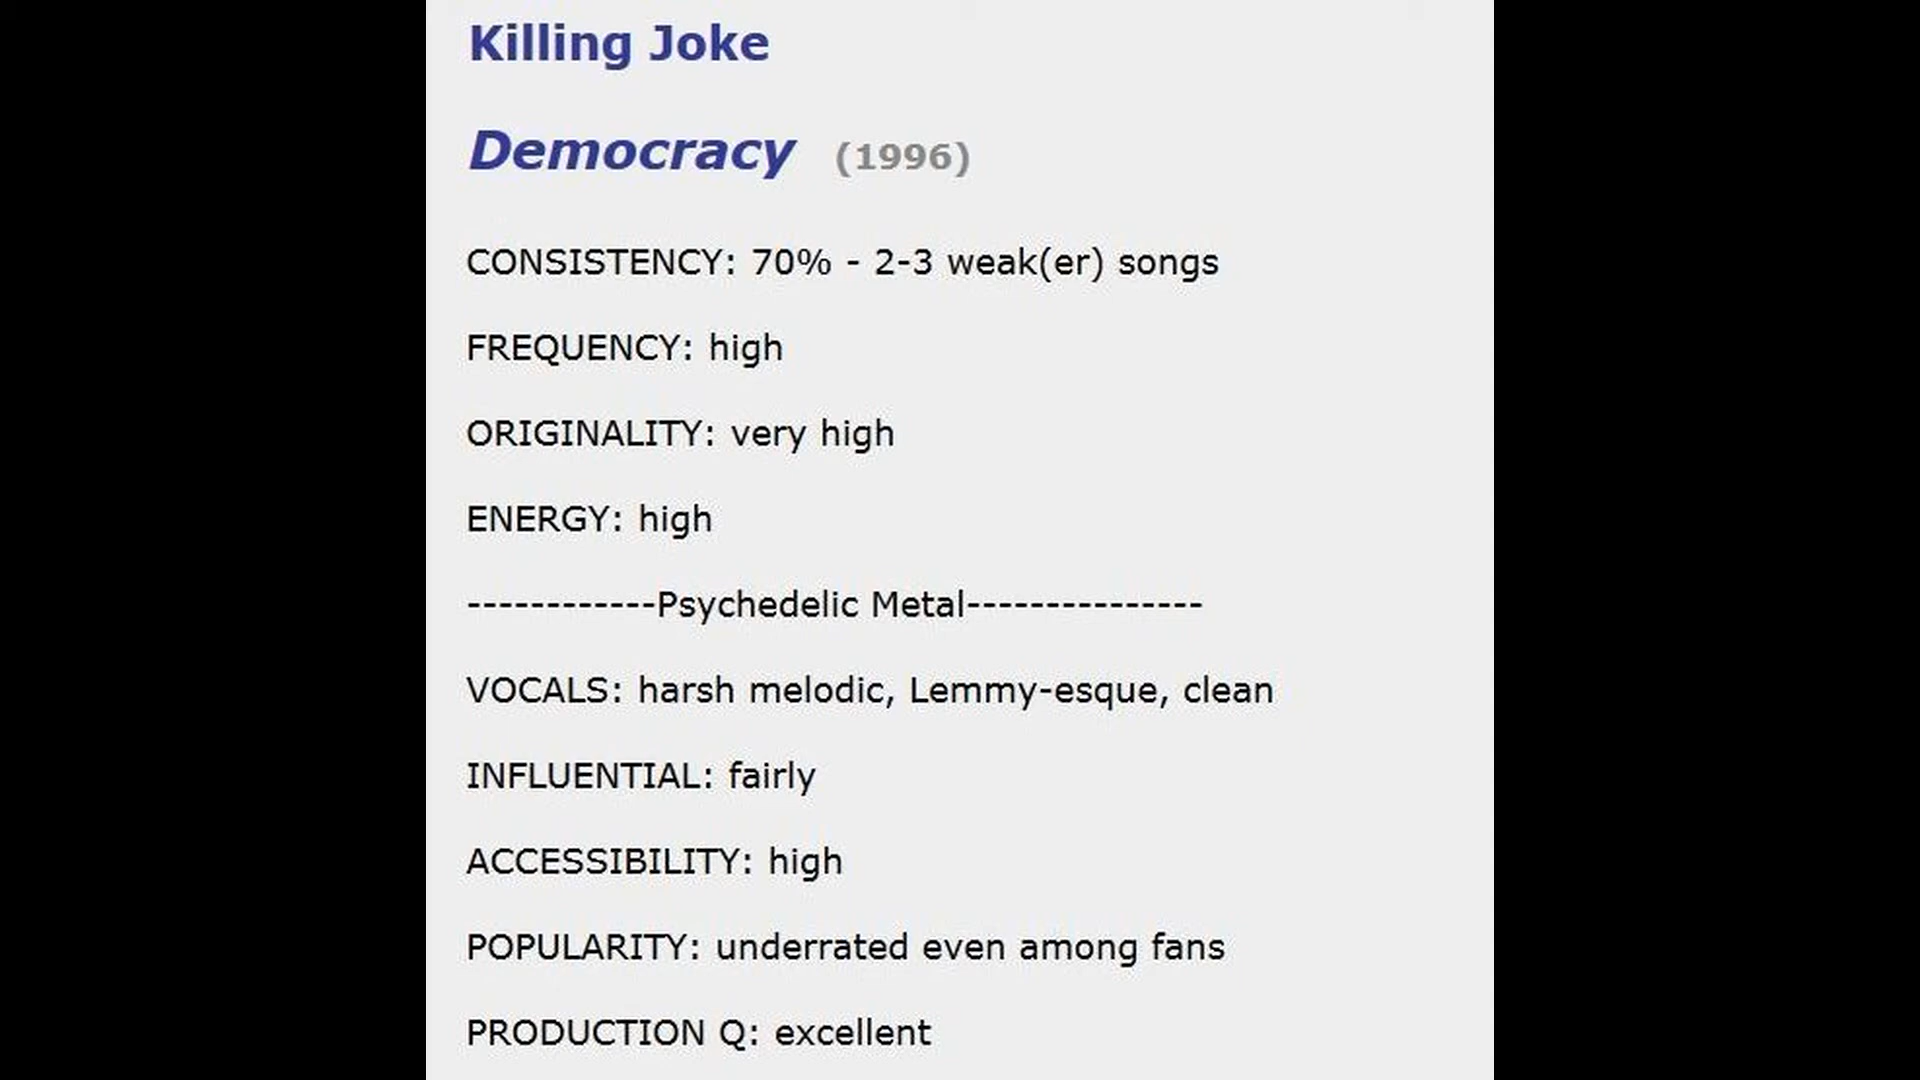 Killing Joke
Democracy (1996)
CONSISTENCY: 70% - 2-3 weak(er) songs
FREQUENCY: high
ORIGINALITY: very high
ENERGY: high
------------Psychedelic Metal---------------
VOCALS: harsh melodic, Lemmy-esque, clean
INFLUENTIAL: fairly
ACCESSIBILITY: high
POPULARITY: underrated even among fans
PRODUCTION Q: excellent